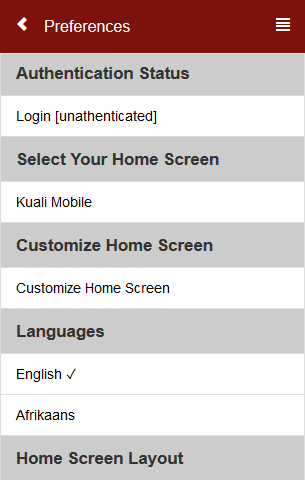 Preferences
Authentication Status
Login [unathenticated]
Select Your Home Screen
Kuali Mobile
Customize Home Screen
Customize Home Screen
Languages
English ✓
Afrikaans
Home Screen Layout